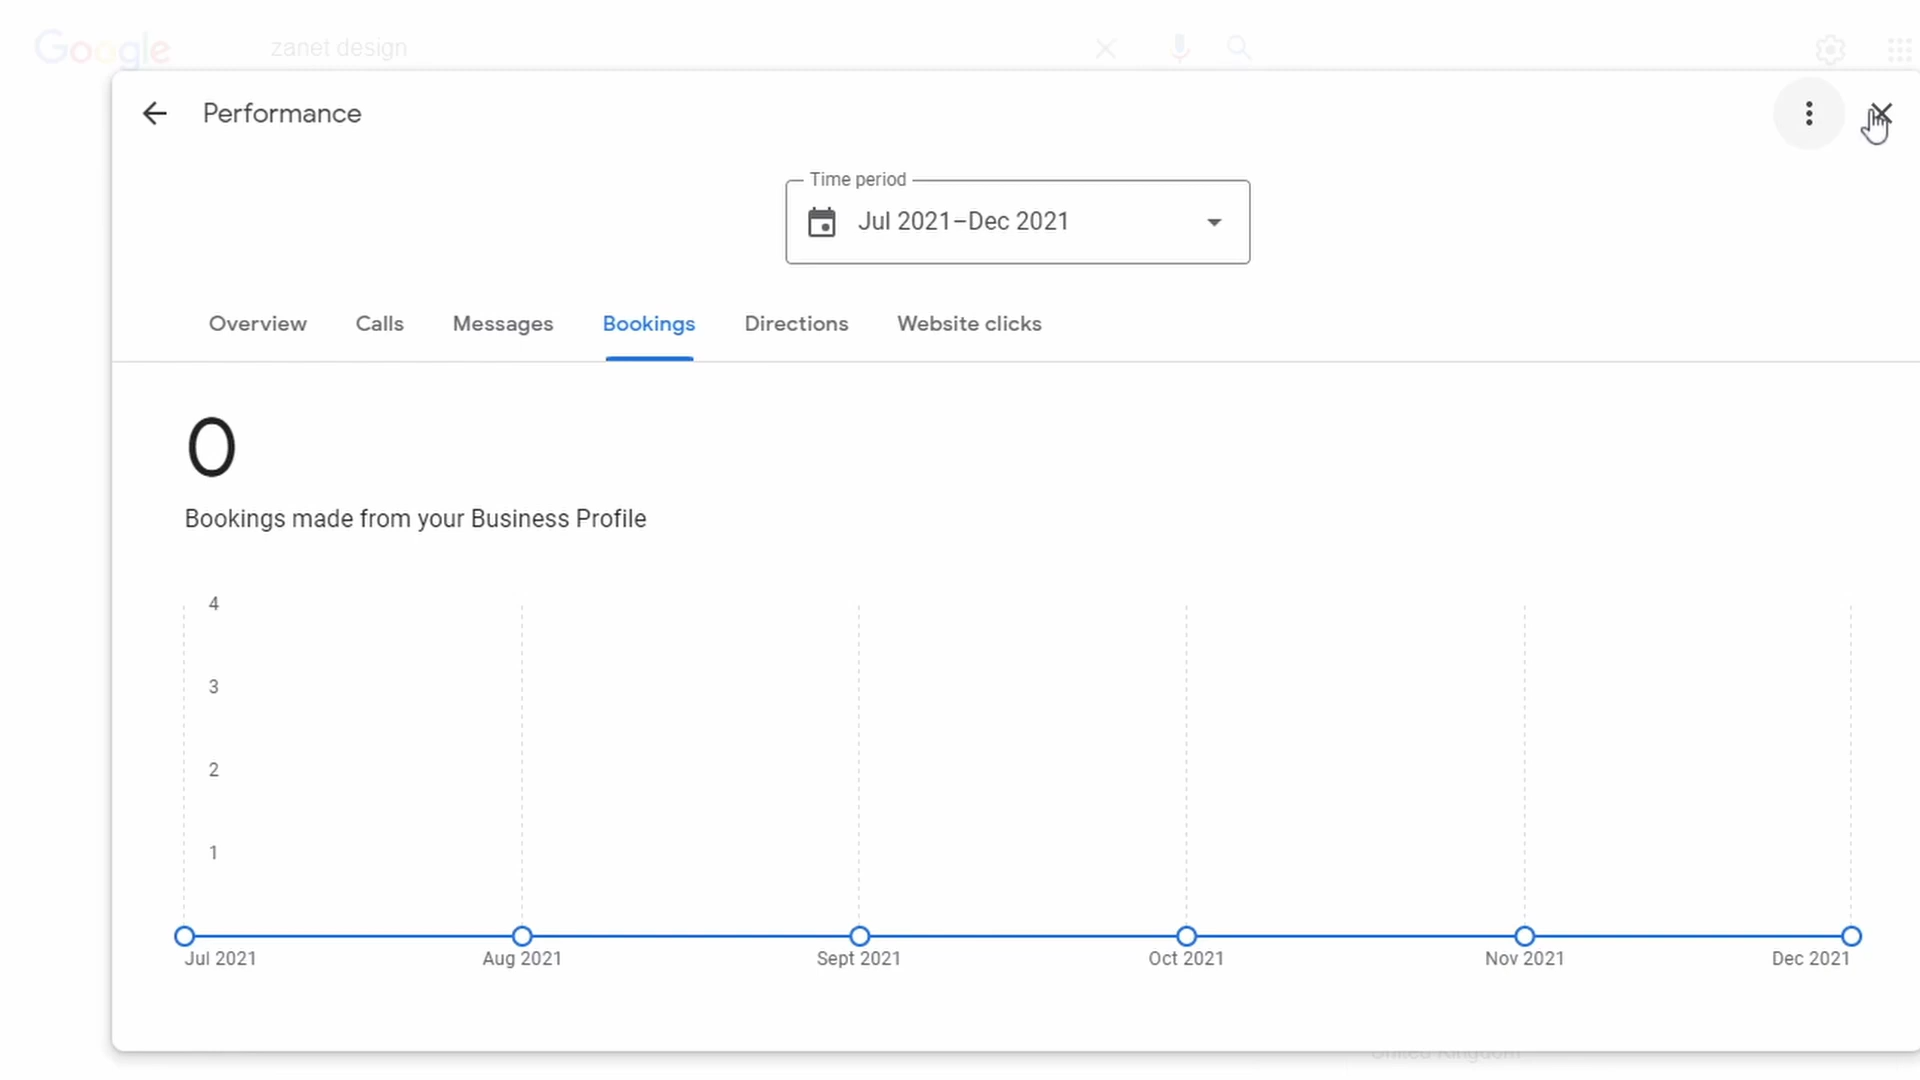 Google zanet design
Performance
Time period
Jul 2021–Dec 2021
Overview Calls Messages Bookings Directions Website clicks
0
Bookings made from your Business Profile
4
3
2
1
Jul 2021 Aug 2021 Sept 2021 Oct 2021 Nov 2021 Dec 2021
United Kingdom